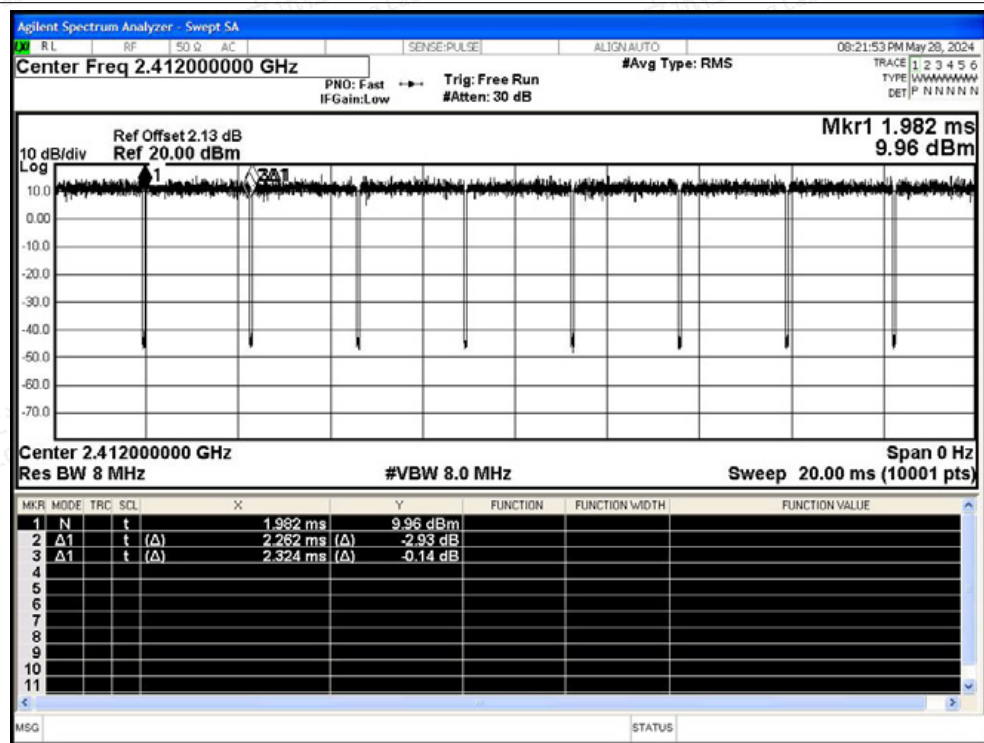 Agilent Spectrum Analyzer - Swept SA
RL RF 50 Ω AC SENSE:PULSE ALIGN AUTO 08:21:53 PM May 28, 2024
Center Freq 2.412000000 GHz #Avg Type: RMS TRACE 1 2 3 4 5 6
PNO: Fast Trig: Free Run TYPE WWWWWW
IFGain:Low #Atten: 30 dB DET P N N N N N
Mkr1 1.982 ms
Ref Offset 2.13 dB
10 dB/div Ref 20.00 dBm 9.96 dBm
Log
1 3Δ1
10.0
0.00
-10.0
-20.0
-30.0
-40.0
-50.0
-60.0
-70.0
Center 2.412000000 GHz Span 0 Hz
Res BW 8 MHz #VBW 8.0 MHz Sweep 20.00 ms (10001 pts)
MKR MODE TRC SCL X Y FUNCTION FUNCTION WIDTH FUNCTION VALUE
1 N t 1.982 ms 9.96 dBm
2 Δ1 t (Δ) 2.262 ms (Δ) -2.93 dB
3 Δ1 t (Δ) 2.324 ms (Δ) -0.14 dB
4
5
6
7
8
9
10
11
MSG STATUS